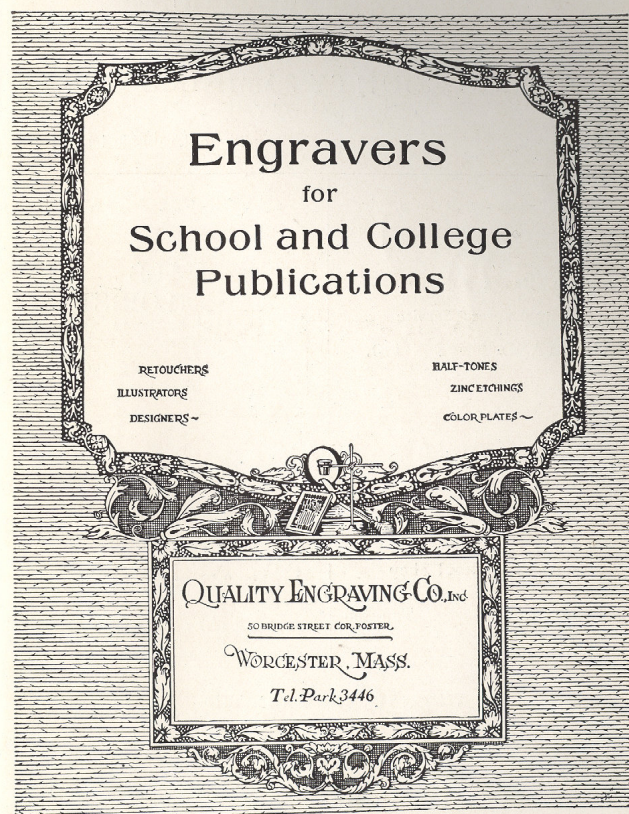 Engravers
for
School and College
Publications
RETOUCHERS
ILLUSTRATORS
DESIGNERS~
HALF-TONES
ZINC ETCHINGS
COLOR PLATES~
Q
QUALITY ENGRAVING CO., INC.
50 BRIDGE STREET COR. FOSTER.
WORCESTER, MASS.
Tel. Park 3446